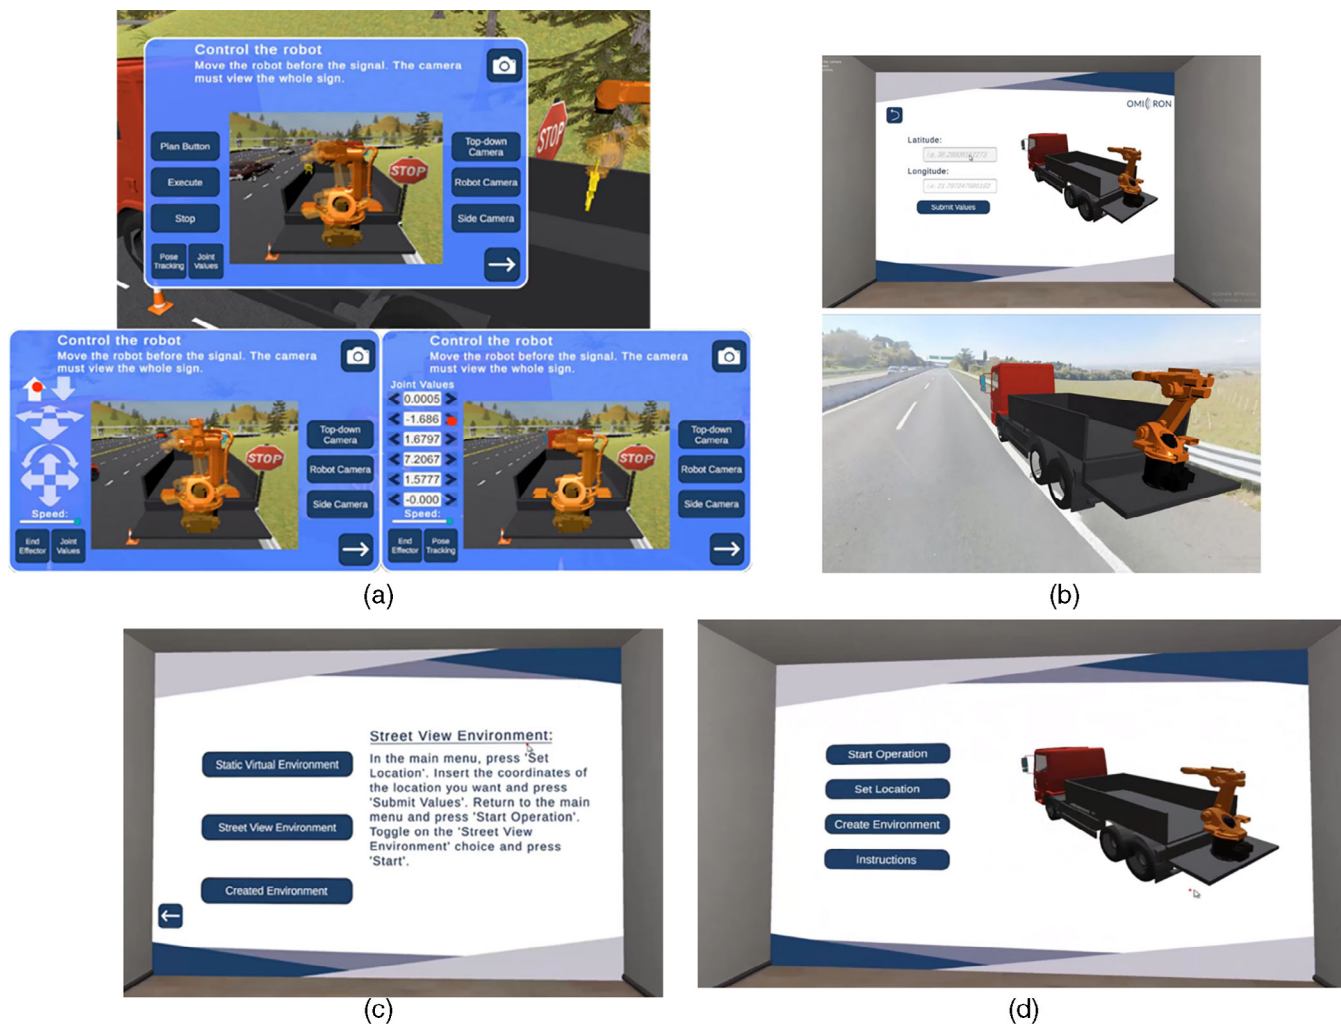 Control the robot
Move the robot before the signal. The camera
must view the whole sign.
Plan Button
Execute
Stop
Pose
Tracking
Joint
Values
STOP
Top-down
Camera
Robot Camera
Side Camera
STOP
Control the robot
Move the robot before the signal. The camera
must view the whole sign.
Speed:
End
Effector
Joint
Values
STOP
Top-down
Camera
Robot Camera
Side Camera
Control the robot
Move the robot before the signal. The camera
must view the whole sign.
Joint Values
0.0005
-1.686
1.6797
7.2067
1.5777
-0.000
Speed:
End
Effector
Pose
Tracking
STOP
Top-down
Camera
Robot Camera
Side Camera
(a)
OMICRON
Latitude:
Longitude:
Submit Values
(b)
Static Virtual Environment
Street View Environment
Created Environment
Street View Environment:
In the main menu, press 'Set
Location'. Insert the coordinates of
the location you want and press
'Submit Values'. Return to the main
menu and press 'Start Operation'.
Toggle on the 'Street View
Environment' choice and press
'Start'.
(c)
Start Operation
Set Location
Create Environment
Instructions
(d)